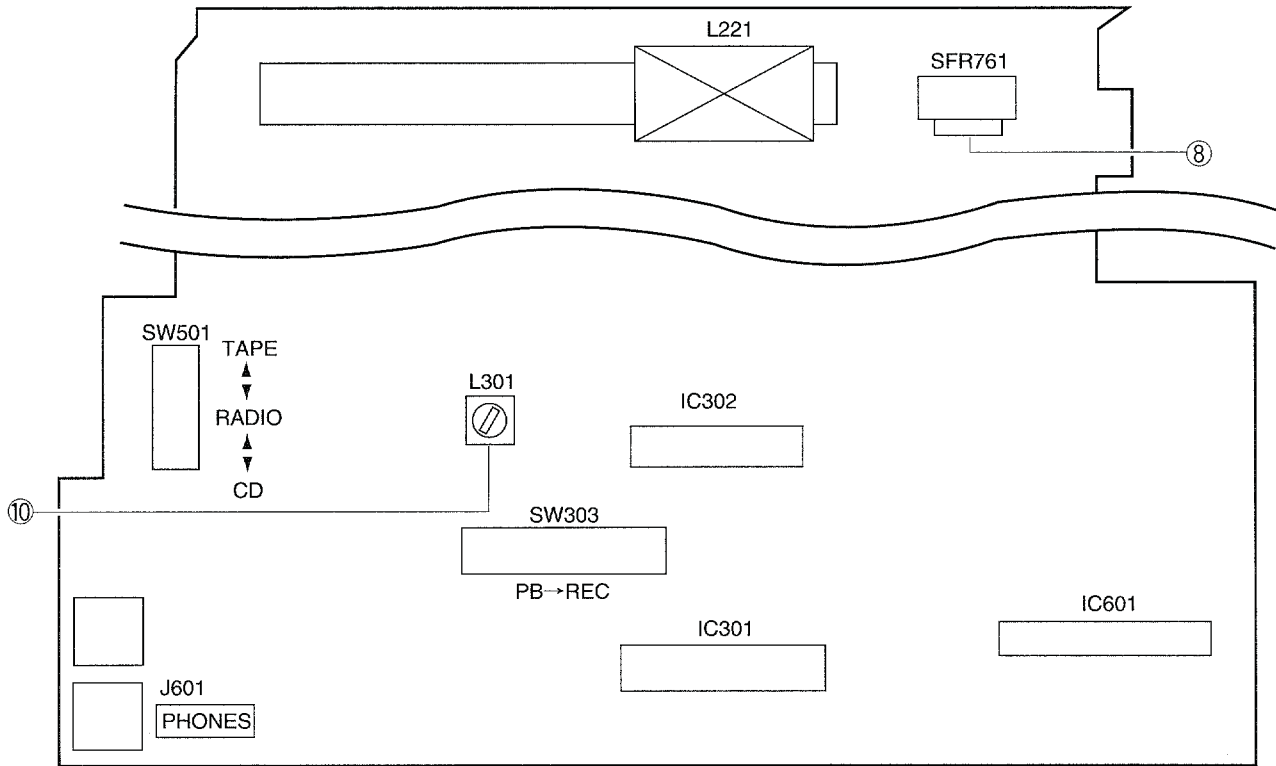 L221
SFR761
⑧
SW501
TAPE
RADIO
CD
L301
IC302
⑩
SW303
PB→REC
IC301
IC601
J601
PHONES